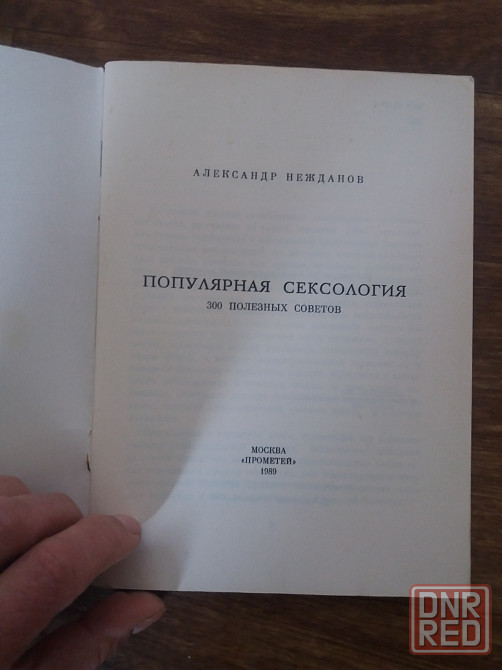 АЛЕКСАНДР НЕЖДАНОВ
ПОПУЛЯРНАЯ СЕКСОЛОГИЯ
300 ПОЛЕЗНЫХ СОВЕТОВ
МОСКВА
«ПРОМЕТЕЙ»
1989
DNR
RED